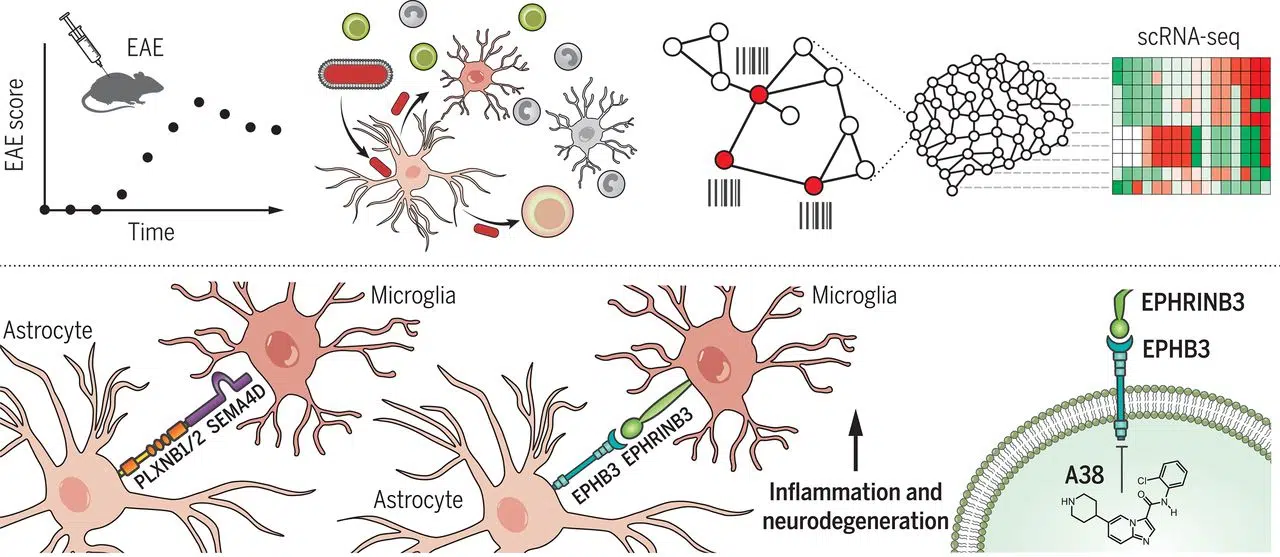 EAE
EAE score
Time
scRNA-seq
Astrocyte
Microglia
PLXNB1/2 SEMA4D
Astrocyte
Microglia
EPHB3 EPHRINB3
Inflammation and
neurodegeneration
EPHRINB3
EPHB3
A38
Cl
HN
O
N
H
N
N